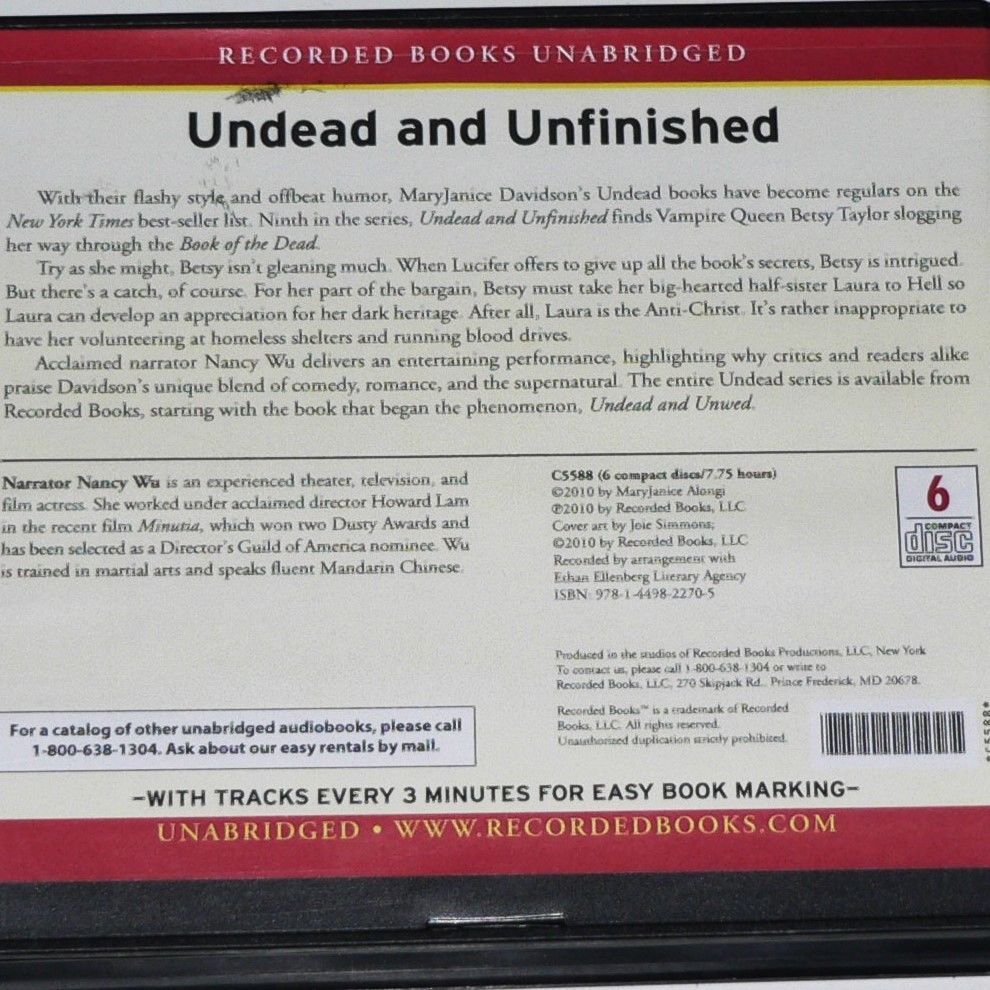 RECORDED BOOKS UNABRIDGED
Undead and Unfinished
With their flashy style and offbeat humor, MaryJanice Davidson's Undead books have become regulars on the
New York Times best-seller list. Ninth in the series, Undead and Unfinished finds Vampire Queen Betsy Taylor slogging
her way through the Book of the Dead.
Try as she might, Betsy isn't gleaning much. When Lucifer offers to give up all the book's secrets, Betsy is intrigued.
But there's a catch, of course. For her part of the bargain, Betsy must take her big-hearted half-sister Laura to Hell so
Laura can develop an appreciation for her dark heritage. After all, Laura is the Anti-Christ. It's rather inappropriate to
have her volunteering at homeless shelters and running blood drives.
Acclaimed narrator Nancy Wu delivers an entertaining performance, highlighting why critics and readers alike
praise Davidson's unique blend of comedy, romance, and the supernatural. The entire Undead series is available from
Recorded Books, starting with the book that began the phenomenon, Undead and Unwed.
Narrator Nancy Wu is an experienced theater, television, and
film actress. She worked under acclaimed director Howard Lam
in the recent film Minutia, which won two Dusty Awards and
has been selected as a Director's Guild of America nominee. Wu
is trained in martial arts and speaks fluent Mandarin Chinese.
C5588 (6 compact discs/7.75 hours)
©2010 by MaryJanice Alongi
℗2010 by Recorded Books, LLC
Cover art by Joie Simmons;
©2010 by Recorded Books, LLC
Recorded by arrangement with
Ethan Ellenberg Literary Agency
ISBN: 978-1-4498-2270-5
6
COMPACT
disc
DIGITAL AUDIO
Produced in the studios of Recorded Books Productions, LLC, New York
To contact us, please call 1-800-638-1304 or write to
Recorded Books, LLC, 270 Skipjack Rd., Prince Frederick, MD 20678.
Recorded Books™ is a trademark of Recorded
Books, LLC. All rights reserved.
Unauthorized duplication strictly prohibited.
*C5588*
For a catalog of other unabridged audiobooks, please call
1-800-638-1304. Ask about our easy rentals by mail.
–WITH TRACKS EVERY 3 MINUTES FOR EASY BOOK MARKING–
UNABRIDGED • WWW.RECORDEDBOOKS.COM